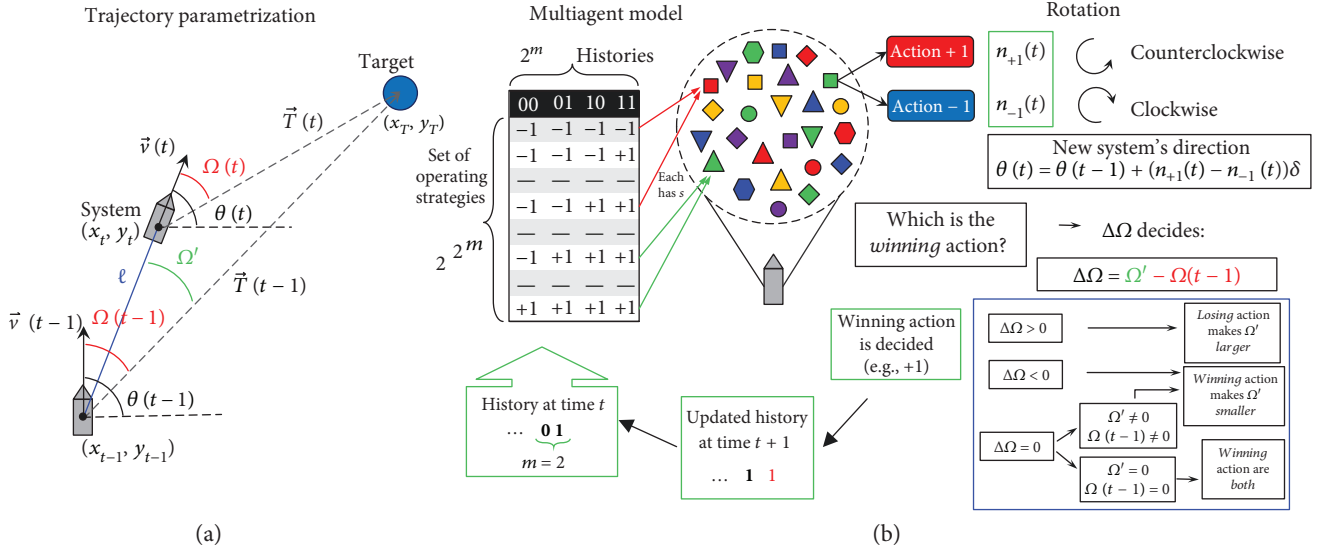 Trajectory parametrization
Target
(x_T, y_T)
T⃗ (t)
v⃗ (t)
Ω (t)
System
θ (t)
(x_t, y_t)
Ω′
ℓ
T⃗ (t − 1)
v⃗ (t − 1)
Ω (t − 1)
θ (t − 1)
(x_{t−1}, y_{t−1})
(a)
Multiagent model
2^m Histories
00 01 10 11
−1 −1 −1 −1
−1 −1 −1 +1
— — — —
−1 −1 +1 +1
— — — —
−1 +1 +1 +1
— — — —
+1 +1 +1 +1
Set of
operating
strategies
2^{2^m}
Each
has s
Action + 1
Action − 1
Rotation
n_{+1}(t)
Counterclockwise
n_{−1}(t)
Clockwise
New system's direction
θ (t) = θ (t − 1) + (n_{+1}(t) − n_{−1} (t))δ
Which is the
winning action?
ΔΩ decides:
ΔΩ = Ω′ − Ω(t − 1)
ΔΩ > 0
Losing action
makes Ω′
larger
ΔΩ < 0
Winning action
makes Ω′
smaller
ΔΩ = 0
Ω′ ≠ 0
Ω (t − 1) ≠ 0
Ω′ = 0
Ω (t − 1) = 0
Winning
action are
both
Winning action
is decided
(e.g., +1)
Updated history
at time t + 1
... 1 1
History at time t
... 0 1
m = 2
(b)